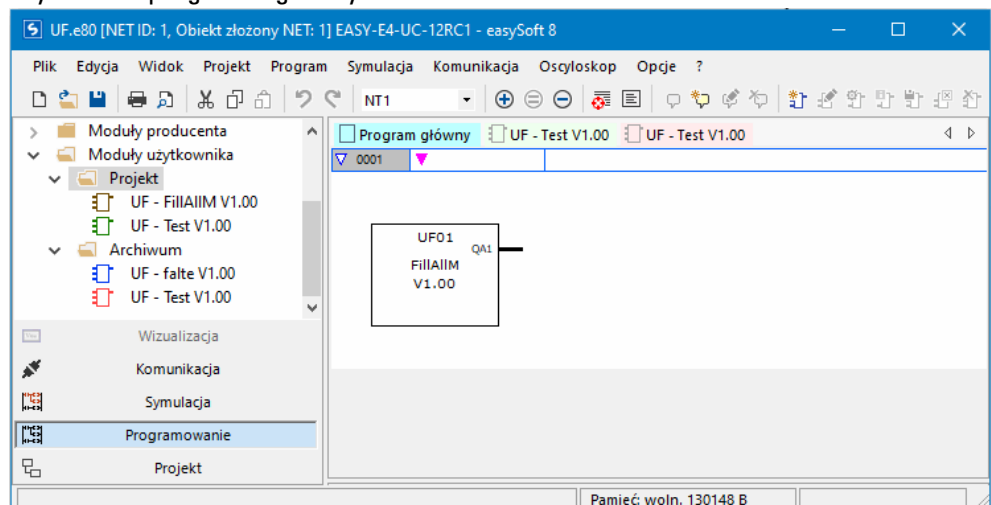 UF.e80 [NET ID: 1, Obiekt złożony NET: 1] EASY-E4-UC-12RC1 - easySoft 8
Plik Edycja Widok Projekt Program Symulacja Komunikacja Oscyloskop Opcje ?
NT1
Moduły producenta
Moduły użytkownika
Projekt
UF - FillAllM V1.00
UF - Test V1.00
Archiwum
UF - falte V1.00
UF - Test V1.00
Wizualizacja
Komunikacja
Symulacja
Programowanie
Projekt
Program główny UF - Test V1.00 UF - Test V1.00
0001
UF01
QA1
FillAllM
V1.00
Pamięć: woln. 130148 B